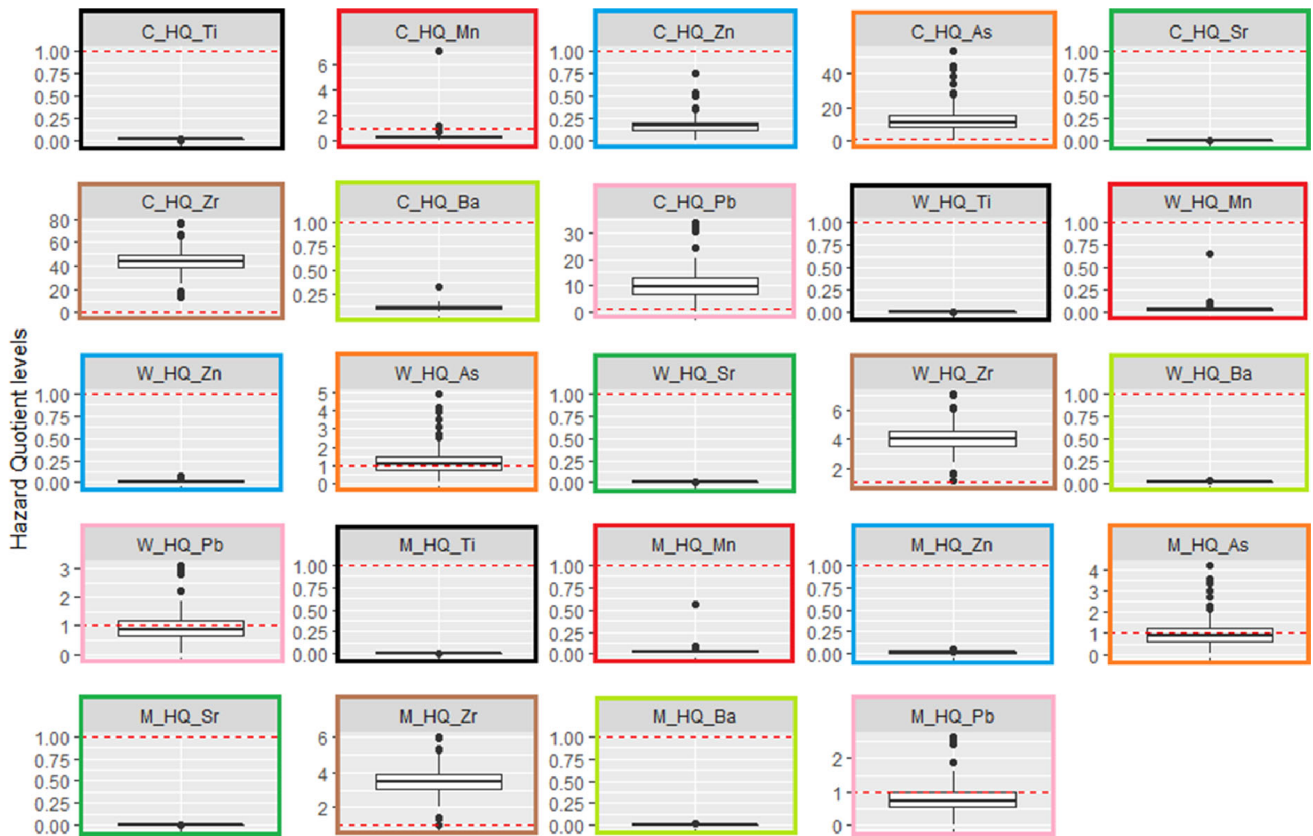 C_HQ_Ti C_HQ_Mn C_HQ_Zn C_HQ_As C_HQ_Sr
1.00 0.75 0.50 0.25 0.00
6 4 2 0
1.00 0.75 0.50 0.25 0.00
40 20 0
1.00 0.75 0.50 0.25 0.00
C_HQ_Zr C_HQ_Ba C_HQ_Pb W_HQ_Ti W_HQ_Mn
80 60 40 20 0
1.00 0.75 0.50 0.25
30 20 10 0
1.00 0.75 0.50 0.25 0.00
1.00 0.75 0.50 0.25 0.00
Hazard Quotient levels
W_HQ_Zn W_HQ_As W_HQ_Sr W_HQ_Zr W_HQ_Ba
1.00 0.75 0.50 0.25 0.00
5 4 3 2 1 0
1.00 0.75 0.50 0.25 0.00
6 4 2
1.00 0.75 0.50 0.25 0.00
W_HQ_Pb M_HQ_Ti M_HQ_Mn M_HQ_Zn M_HQ_As
3 2 1 0
1.00 0.75 0.50 0.25 0.00
1.00 0.75 0.50 0.25 0.00
1.00 0.75 0.50 0.25 0.00
4 3 2 1 0
M_HQ_Sr M_HQ_Zr M_HQ_Ba M_HQ_Pb
1.00 0.75 0.50 0.25 0.00
6 4 2
1.00 0.75 0.50 0.25 0.00
2 1 0